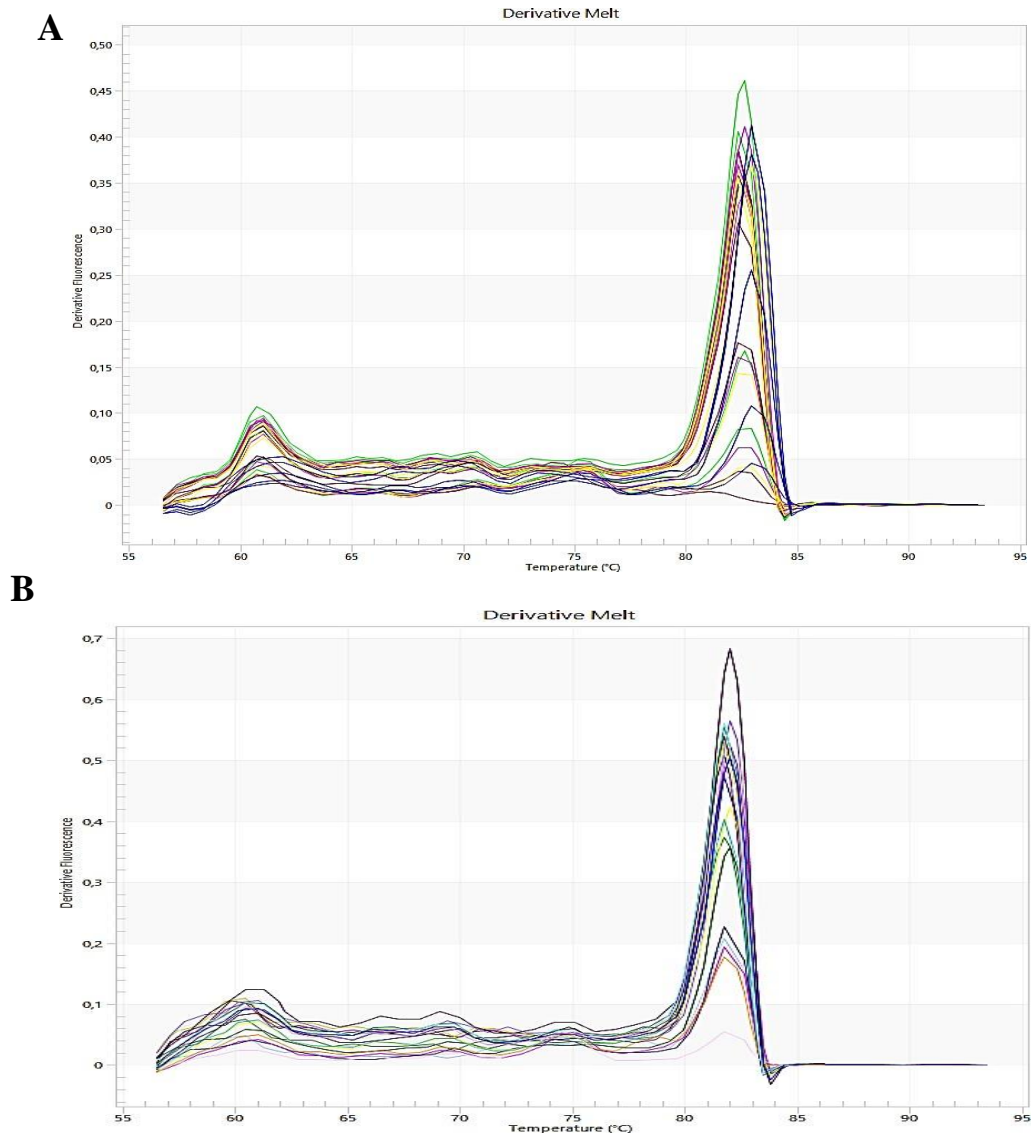 A
Derivative Melt
0,50
0,45
0,40
0,35
0,30
0,25
0,20
0,15
0,10
0,05
0
Derivative Fluorescence
55 60 65 70 75 80 85 90 95
Temperature (°C)
B
Derivative Melt
0,7
0,6
0,5
0,4
0,3
0,2
0,1
0
Derivative Fluorescence
55 60 65 70 75 80 85 90 95
Temperature (°C)